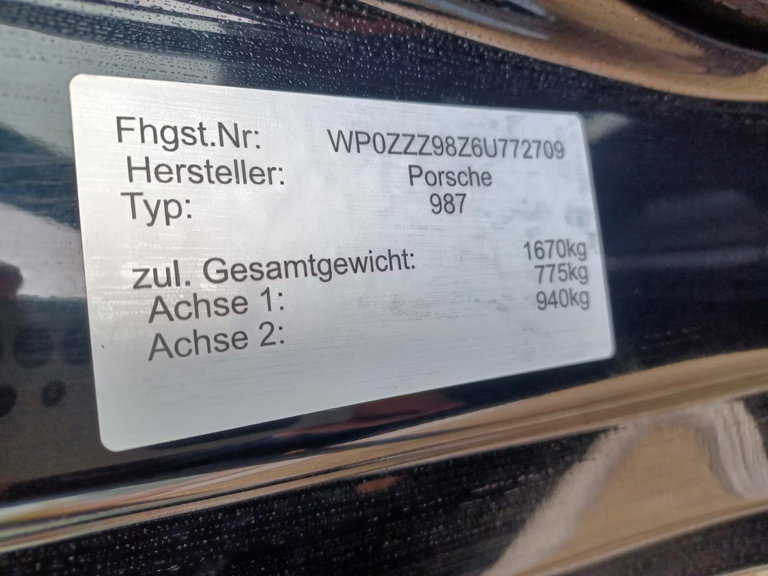 Fhgst.Nr: WP0ZZZ98Z6U772709
Hersteller: Porsche
Typ: 987
zul. Gesamtgewicht: 1670kg
Achse 1: 775kg
Achse 2: 940kg